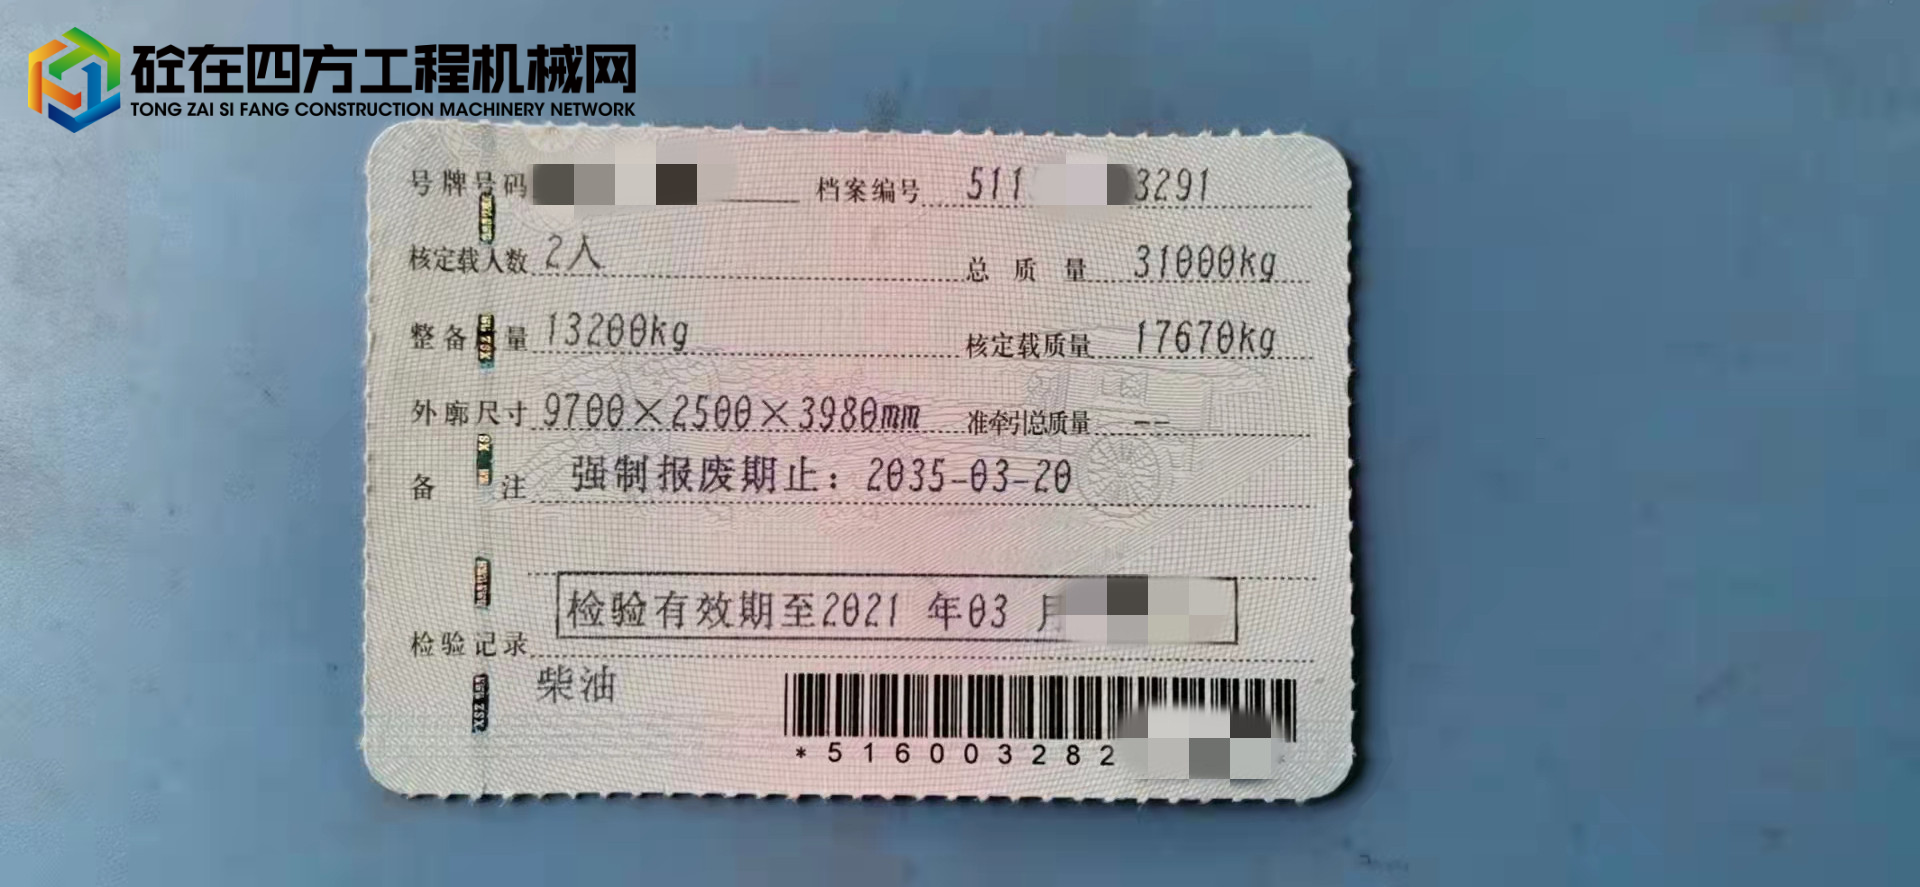 砼在四方工程机械网
TONG ZAI SI FANG CONSTRUCTION MACHINERY NETWORK
号牌号码 档案编号 511 3291
核定载人数 2人 总质量 31000kg
整备 量 13200kg 核定载质量 17670kg
外廓尺寸 9700×2500×3980mm 准牵引总质量 --
备注 强制报废期止：2035-03-20
检验有效期至2021 年03 月
检验记录
柴油
*516003282